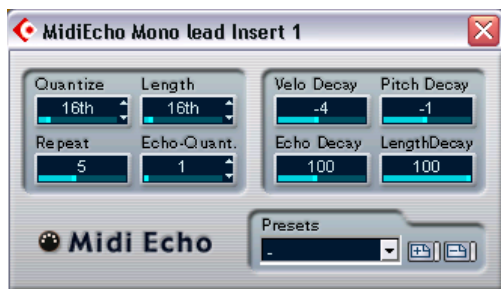 MidiEcho Mono lead Insert 1
Quantize Length
16th 16th
Repeat Echo-Quant.
5 1
Velo Decay Pitch Decay
-4 -1
Echo Decay LengthDecay
100 100
Midi Echo
Presets
-